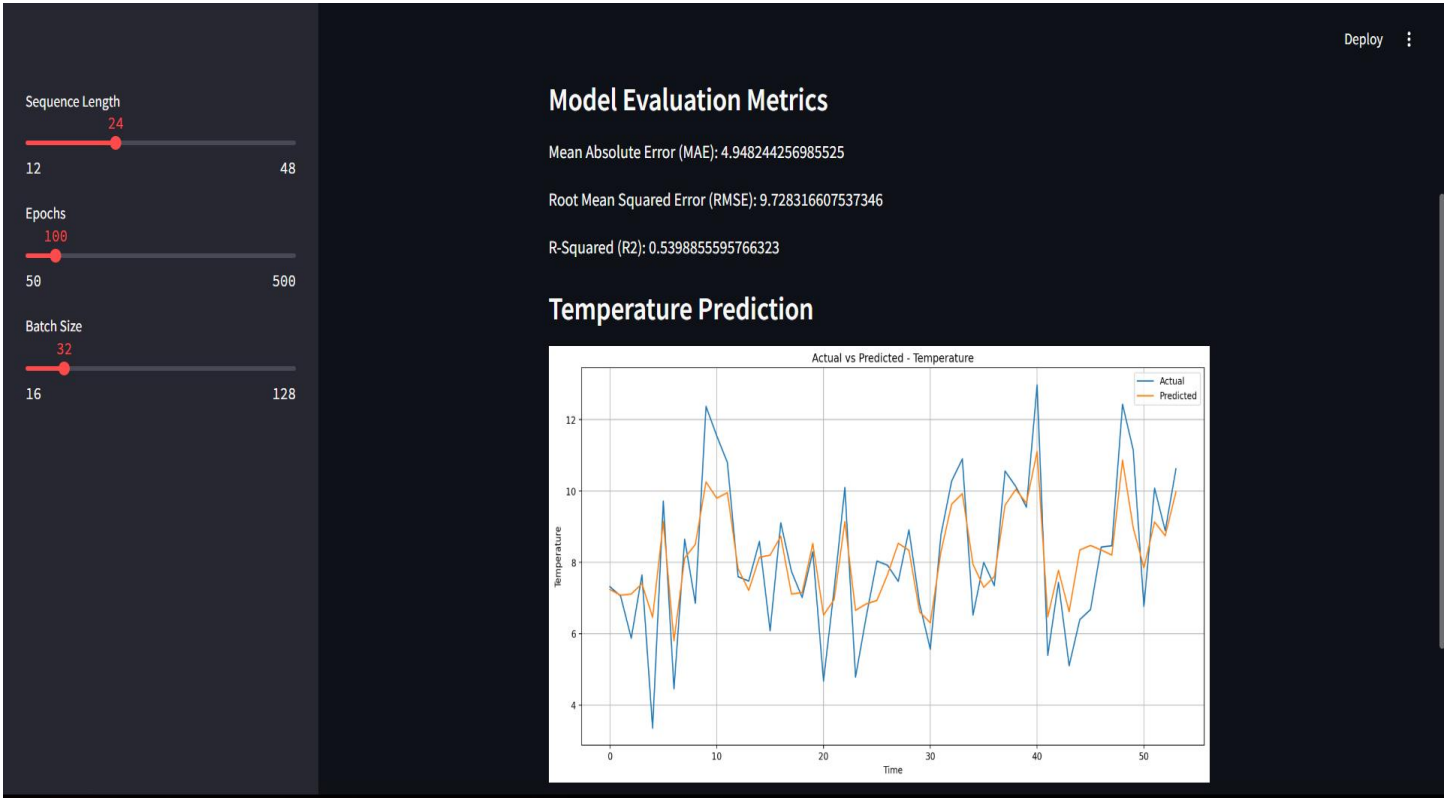 Deploy
Sequence Length
24
12 48
Epochs
100
50 500
Batch Size
32
16 128
Model Evaluation Metrics
Mean Absolute Error (MAE): 4.948244256985525
Root Mean Squared Error (RMSE): 9.728316607537346
R-Squared (R2): 0.5398855595766323
Temperature Prediction
Actual vs Predicted - Temperature
Actual
Predicted
12
10
8
6
4
Temperature
0 10 20 30 40 50
Time